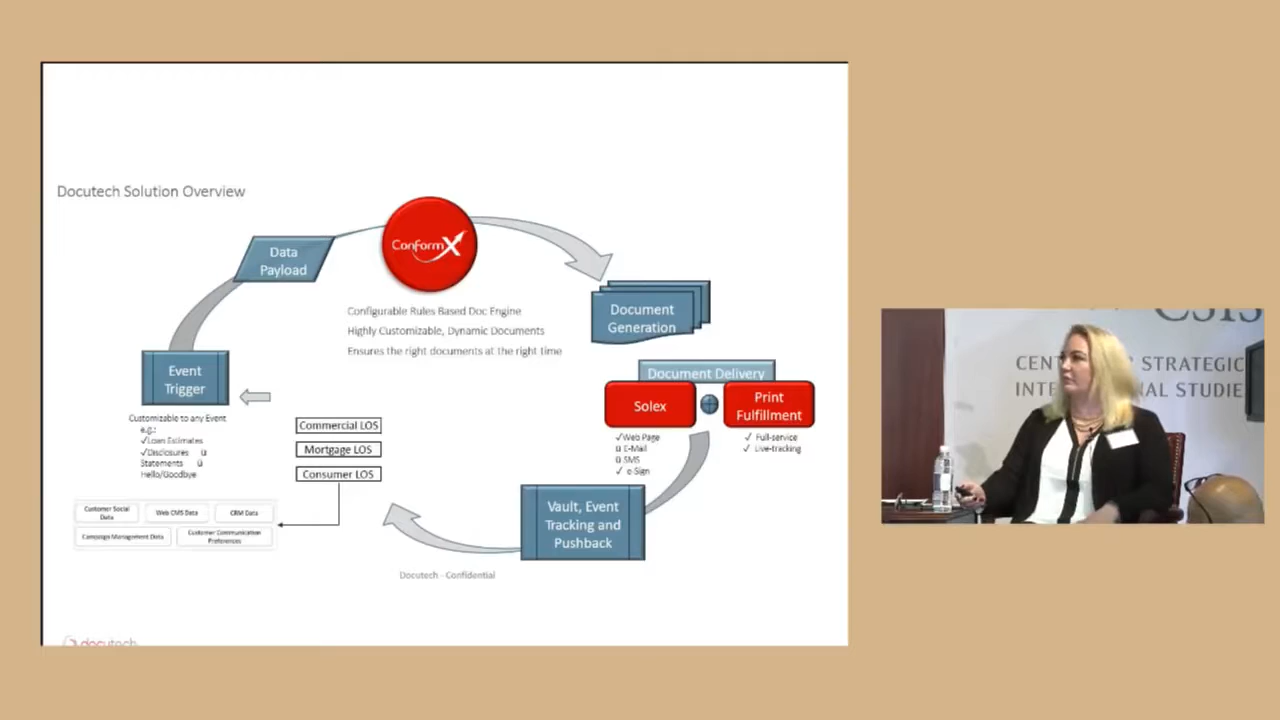 Docutech Solution Overview
Data
Payload
ConformX
Configurable Rules Based Doc Engine
Highly Customizable, Dynamic Documents
Ensures the right documents at the right time
Document
Generation
Document Delivery
Solex
Print
Fulfillment
✓Web Page
ü E-Mail
ü SMS
✓ e-Sign
✓ Full-service
✓ Live-tracking
Event
Trigger
Customizable to any Event
e.g.:
✓Loan Estimates
✓Disclosures ü
Statements ü
Hello/Goodbye
Commercial LOS
Mortgage LOS
Consumer LOS
Customer Social
Data
Web CMS Data
CRM Data
Campaign Management Data
Customer Communication
Preferences
Vault, Event
Tracking and
Pushback
Docutech - Confidential
docutech
CSIS
STRATEGIC
STUDIES